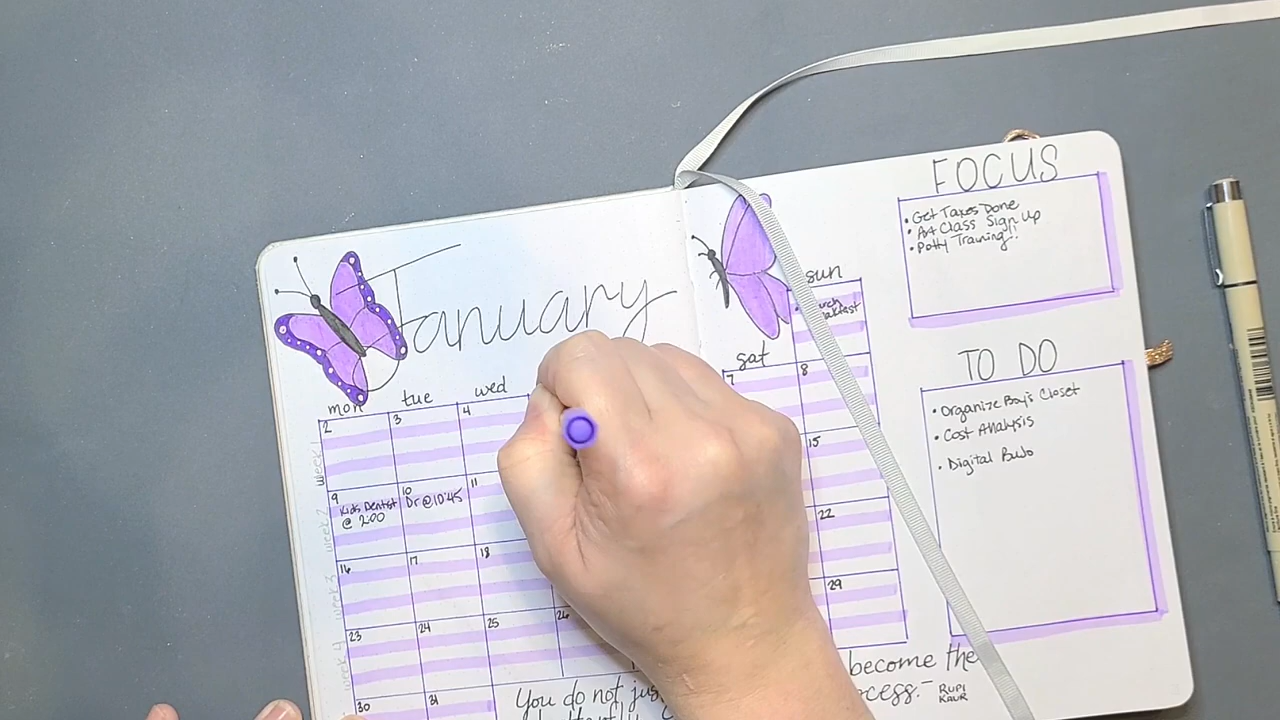 January
FOCUS
• Get Taxes Done
• Art Class Sign Up
• Potty Training!!
TO DO
• Organize Boy's Closet
• Cost Analysis
• Digital BuJo
mon tue wed sat sun
week 1
2 3 4 7 8
week 2
9 10 11 15
Kids Dentist
@ 2:00
Dr @ 10:45
week 3
16 17 18 22
week 4
23 24 25 26 29
30 31
You do not just
become the
RUPI
KAUR